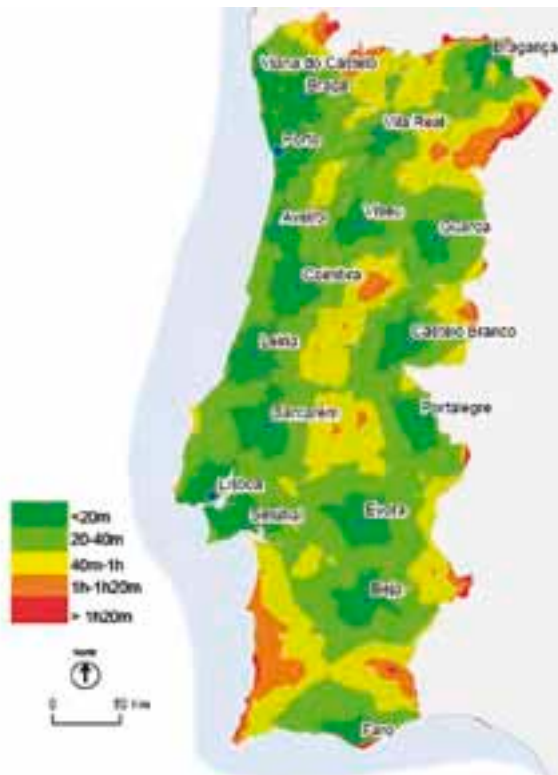 Viana do Castelo
Bragança
Braga
Vila Real
Porto
Aveiro
Viseu
Guarda
Coimbra
Castelo Branco
Leiria
Santarém
Portalegre
Lisboa
Setúbal
Évora
Beja
Faro
<20m
20-40m
40m-1h
1h-1h20m
> 1h20m
0